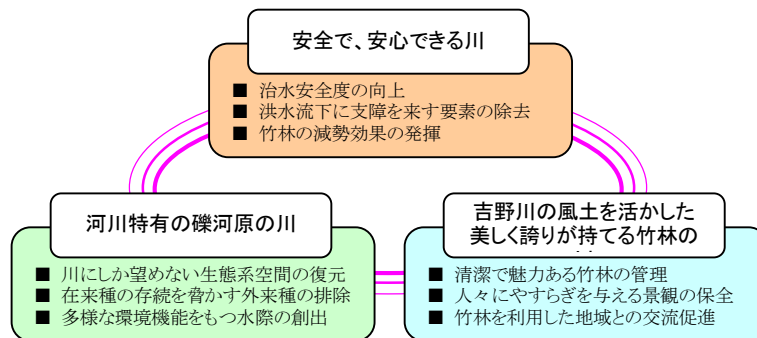 安全で、安心できる川
■ 治水安全度の向上
■ 洪水流下に支障を来す要素の除去
■ 竹林の減勢効果の発揮
河川特有の礫河原の川
■ 川にしか望めない生態系空間の復元
■ 在来種の存続を脅かす外来種の排除
■ 多様な環境機能をもつ水際の創出
吉野川の風土を活かした
美しく誇りが持てる竹林の
■ 清潔で魅力ある竹林の管理
■ 人々にやすらぎを与える景観の保全
■ 竹林を利用した地域との交流促進